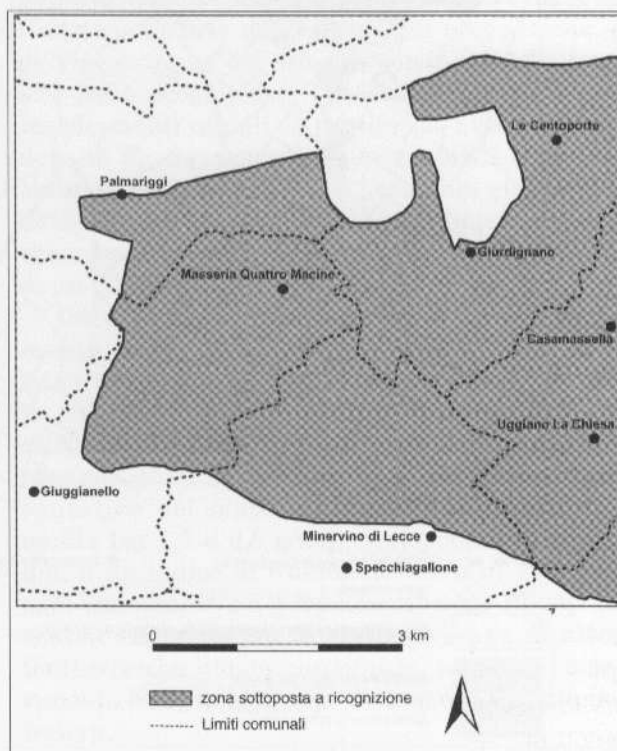 Le Centoporte
Palmariggi
Giurdignano
Masseria Quattro Macine
Casamassella
Uggiano La Chiesa
Giuggianello
Minervino di Lecce
Specchiagallone
0 3 km
zona sottoposta a ricognizione
Limiti comunali